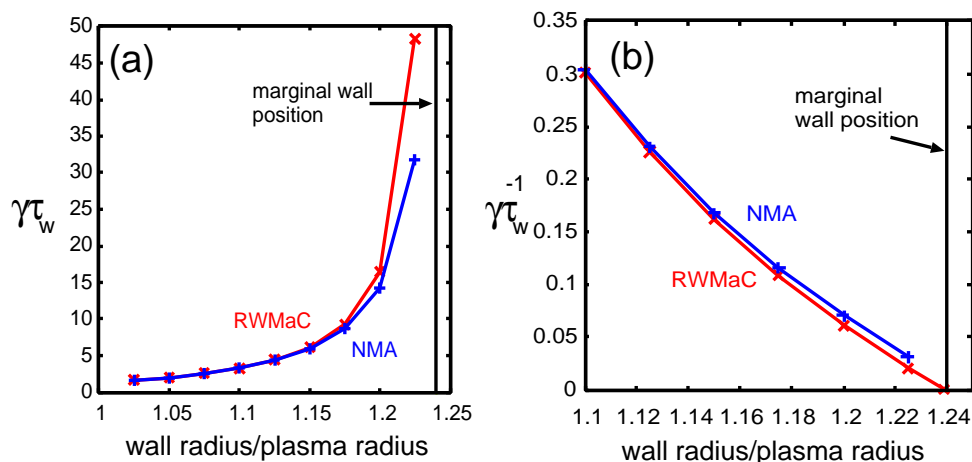 (a)
50
45
40
35
30
25
20
15
10
5
0
γτw
marginal wall
position
RWMaC
NMA
1 1.05 1.1 1.15 1.2 1.25
wall radius/plasma radius
(b)
0.35
0.3
0.25
0.2
0.15
0.1
0.05
0
γτw-1
marginal
wall position
NMA
RWMaC
1.1 1.12 1.14 1.16 1.18 1.2 1.22 1.24
wall radius/plasma radius